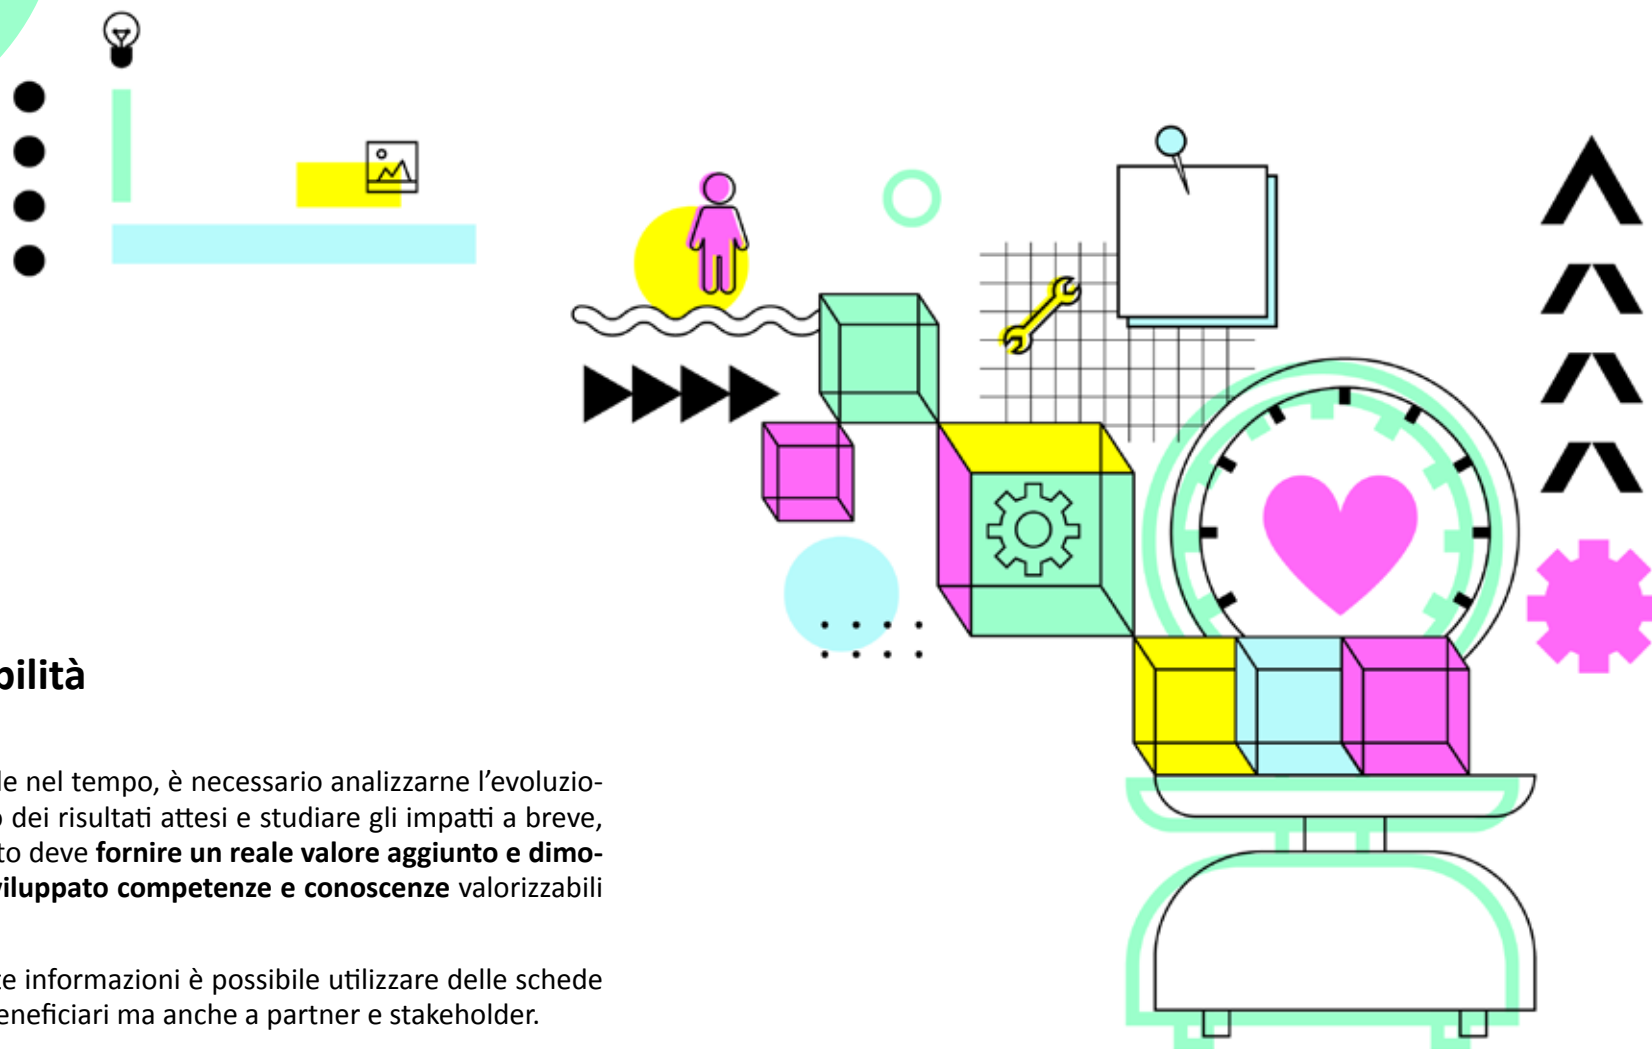 bilità
le nel tempo, è necessario analizzarne l’evoluzio-
o dei risultati attesi e studiare gli impatti a breve,
to deve fornire un reale valore aggiunto e dimo-
viluppato competenze e conoscenze valorizzabili
te informazioni è possibile utilizzare delle schede
eneficiari ma anche a partner e stakeholder.